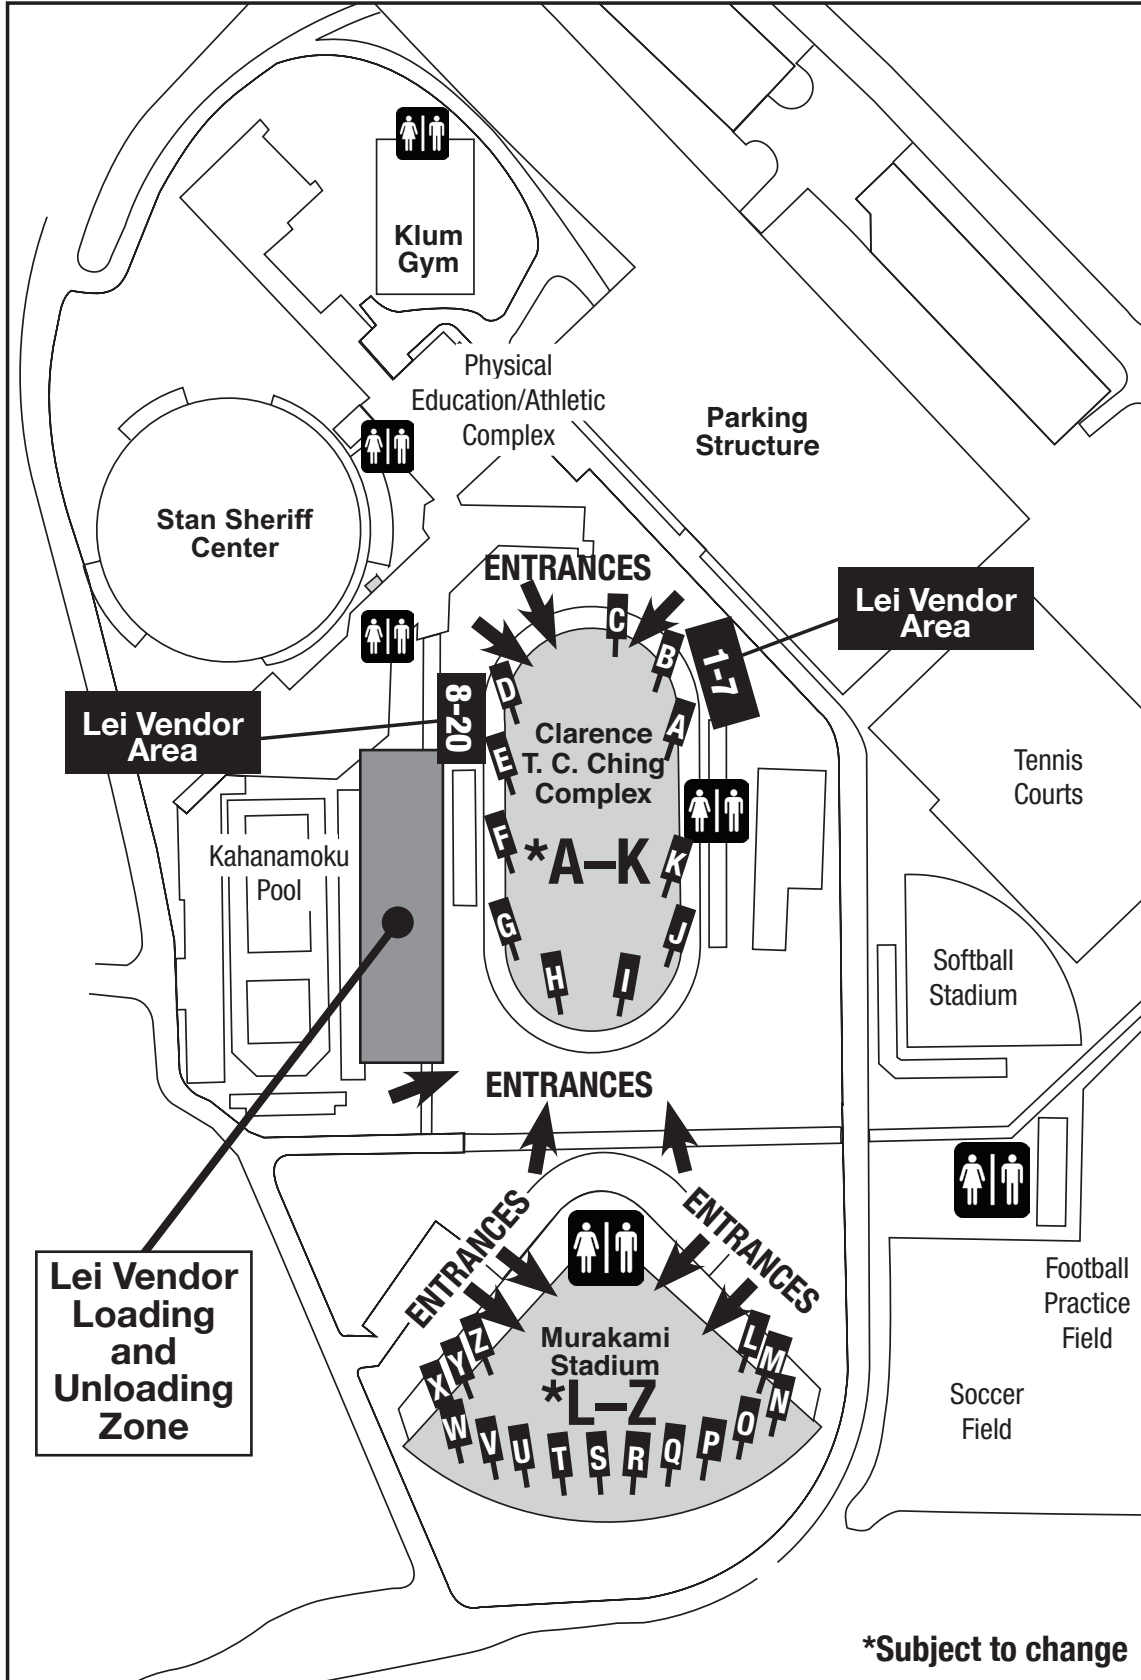 Klum
Gym
Physical
Education/Athletic
Complex
Parking
Structure
Stan Sheriff
Center
ENTRANCES
Lei Vendor
Area
1-7
C
B
D
A
8-20
Lei Vendor
Area
Clarence
T. C. Ching
Complex
E
Tennis
Courts
Kahanamoku
Pool
F
*A–K
K
G
J
H
I
Softball
Stadium
ENTRANCES
ENTRANCES
ENTRANCES
Lei Vendor
Loading
and
Unloading
Zone
Football
Practice
Field
Murakami
Stadium
*L–Z
Z
Y
X
W
V
U
T
S
R
Q
P
O
N
M
L
Soccer
Field
*Subject to change